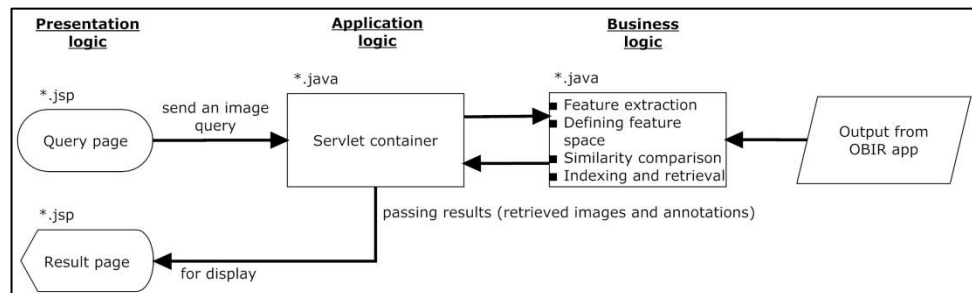 Presentation
logic
Application
logic
Business
logic
*.jsp
send an image
query
Query page
*.java
Servlet container
*.java
Feature extraction
Defining feature
space
Similarity comparison
Indexing and retrieval
Output from
OBIR app
passing results (retrieved images and annotations)
*.jsp
Result page
for display